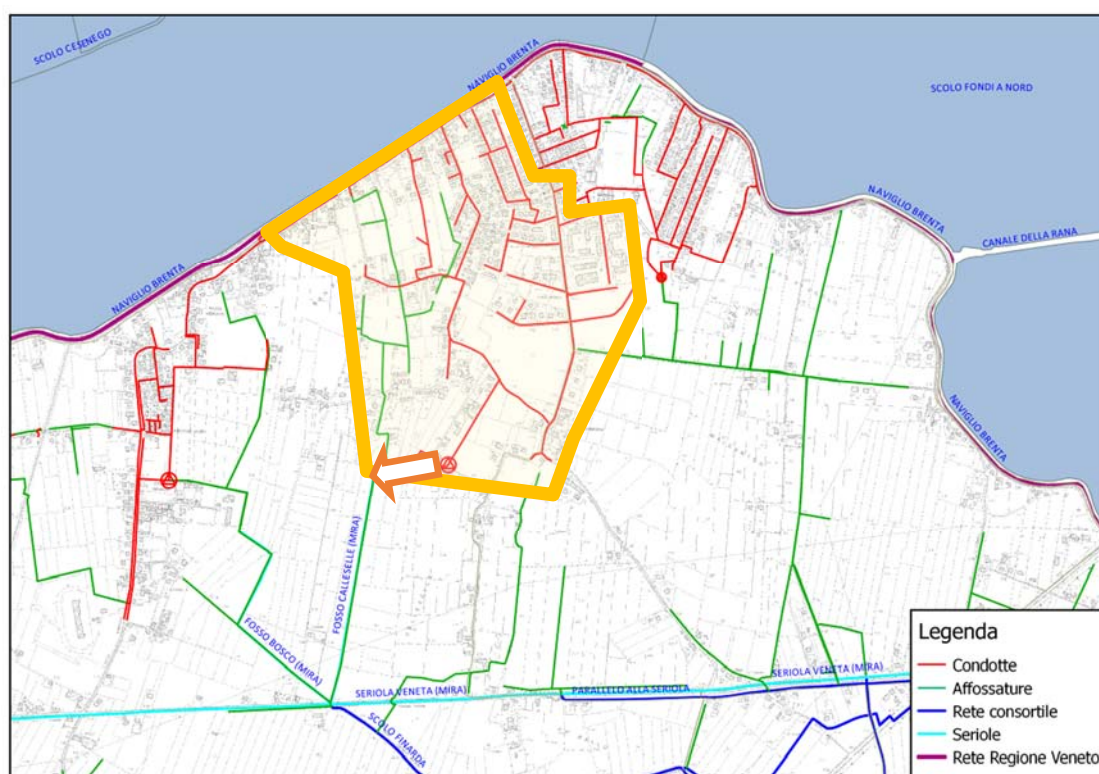 SCOLO CESENEGO
NAVIGLIO BRENTA
SCOLO FONDI A NORD
NAVIGLIO BRENTA
CANALE DELLA RANA
NAVIGLIO BRENTA
NAVIGLIO BRENTA
FOSSO CALLESELLE (MIRA)
FOSSO BOSCO (MIRA)
SERIOLA VENETA (MIRA)
SERIOLA VENETA (MIRA)
PARALLELO ALLA SERIOLA
SCOLO FINARDA
Legenda
Condotte
Affossature
Rete consortile
Seriole
Rete Regione Veneto